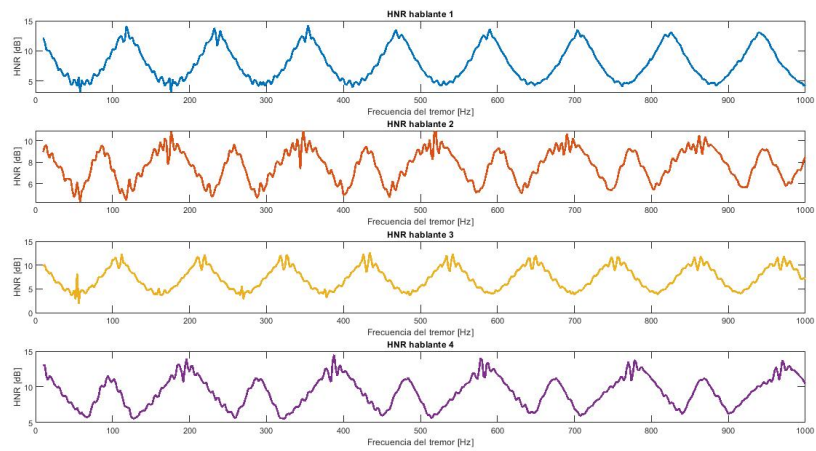 HNR hablante 1
15
10
5
HNR [dB]
0 100 200 300 400 500 600 700 800 900 1000
Frecuencia del tremor [Hz]
HNR hablante 2
10
8
6
HNR [dB]
0 100 200 300 400 500 600 700 800 900 1000
Frecuencia del tremor [Hz]
HNR hablante 3
15
10
5
0
HNR [dB]
0 100 200 300 400 500 600 700 800 900 1000
Frecuencia del tremor [Hz]
HNR hablante 4
15
10
5
HNR [dB]
0 100 200 300 400 500 600 700 800 900 1000
Frecuencia del tremor [Hz]